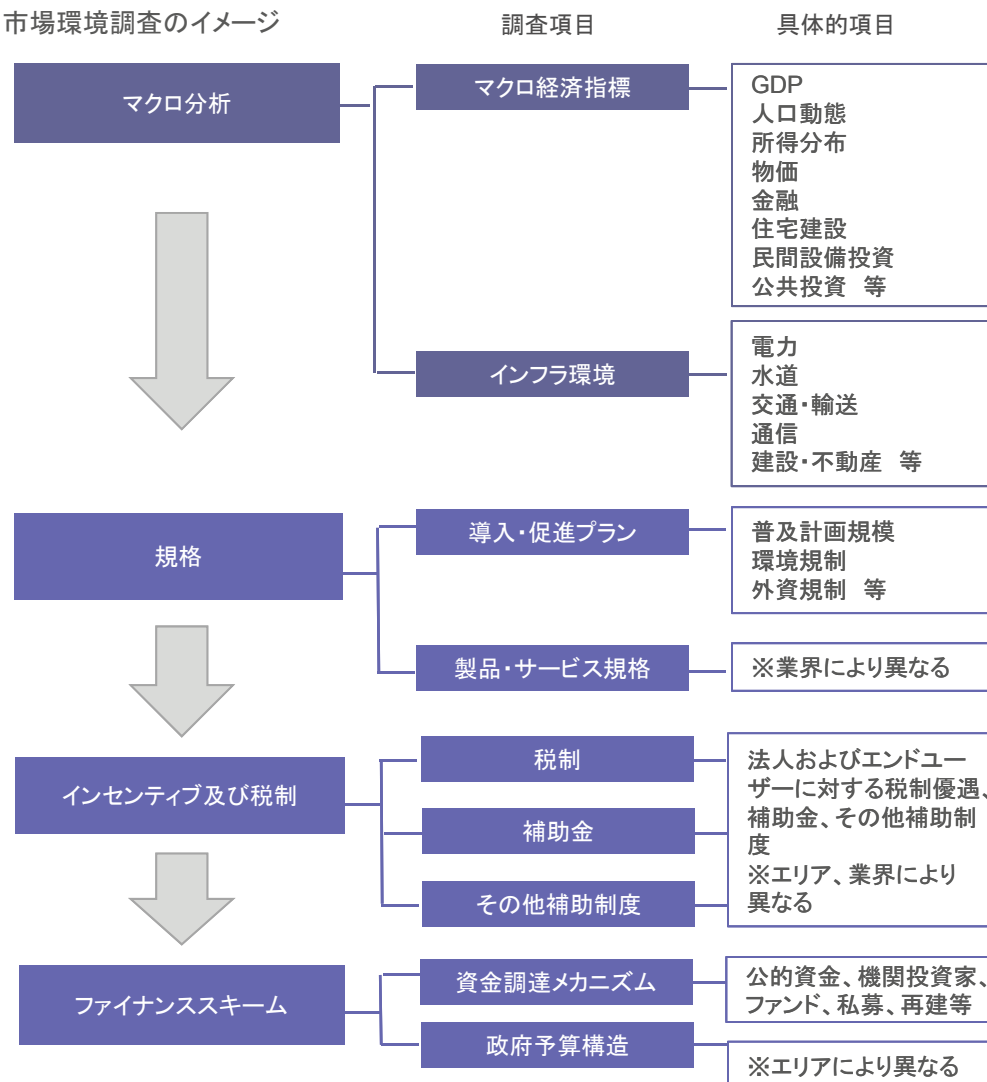 市場環境調査のイメージ
調査項目
具体的項目
マクロ分析
マクロ経済指標
GDP
人口動態
所得分布
物価
金融
住宅建設
民間設備投資
公共投資 等
インフラ環境
電力
水道
交通・輸送
通信
建設・不動産 等
規格
導入・促進プラン
普及計画規模
環境規制
外資規制 等
製品・サービス規格
※業界により異なる
インセンティブ及び税制
税制
補助金
その他補助制度
法人およびエンドユー
ザーに対する税制優遇、
補助金、その他補助制
度
※エリア、業界により
異なる
ファイナンススキーム
資金調達メカニズム
公的資金、機関投資家、
ファンド、私募、再建等
政府予算構造
※エリアにより異なる